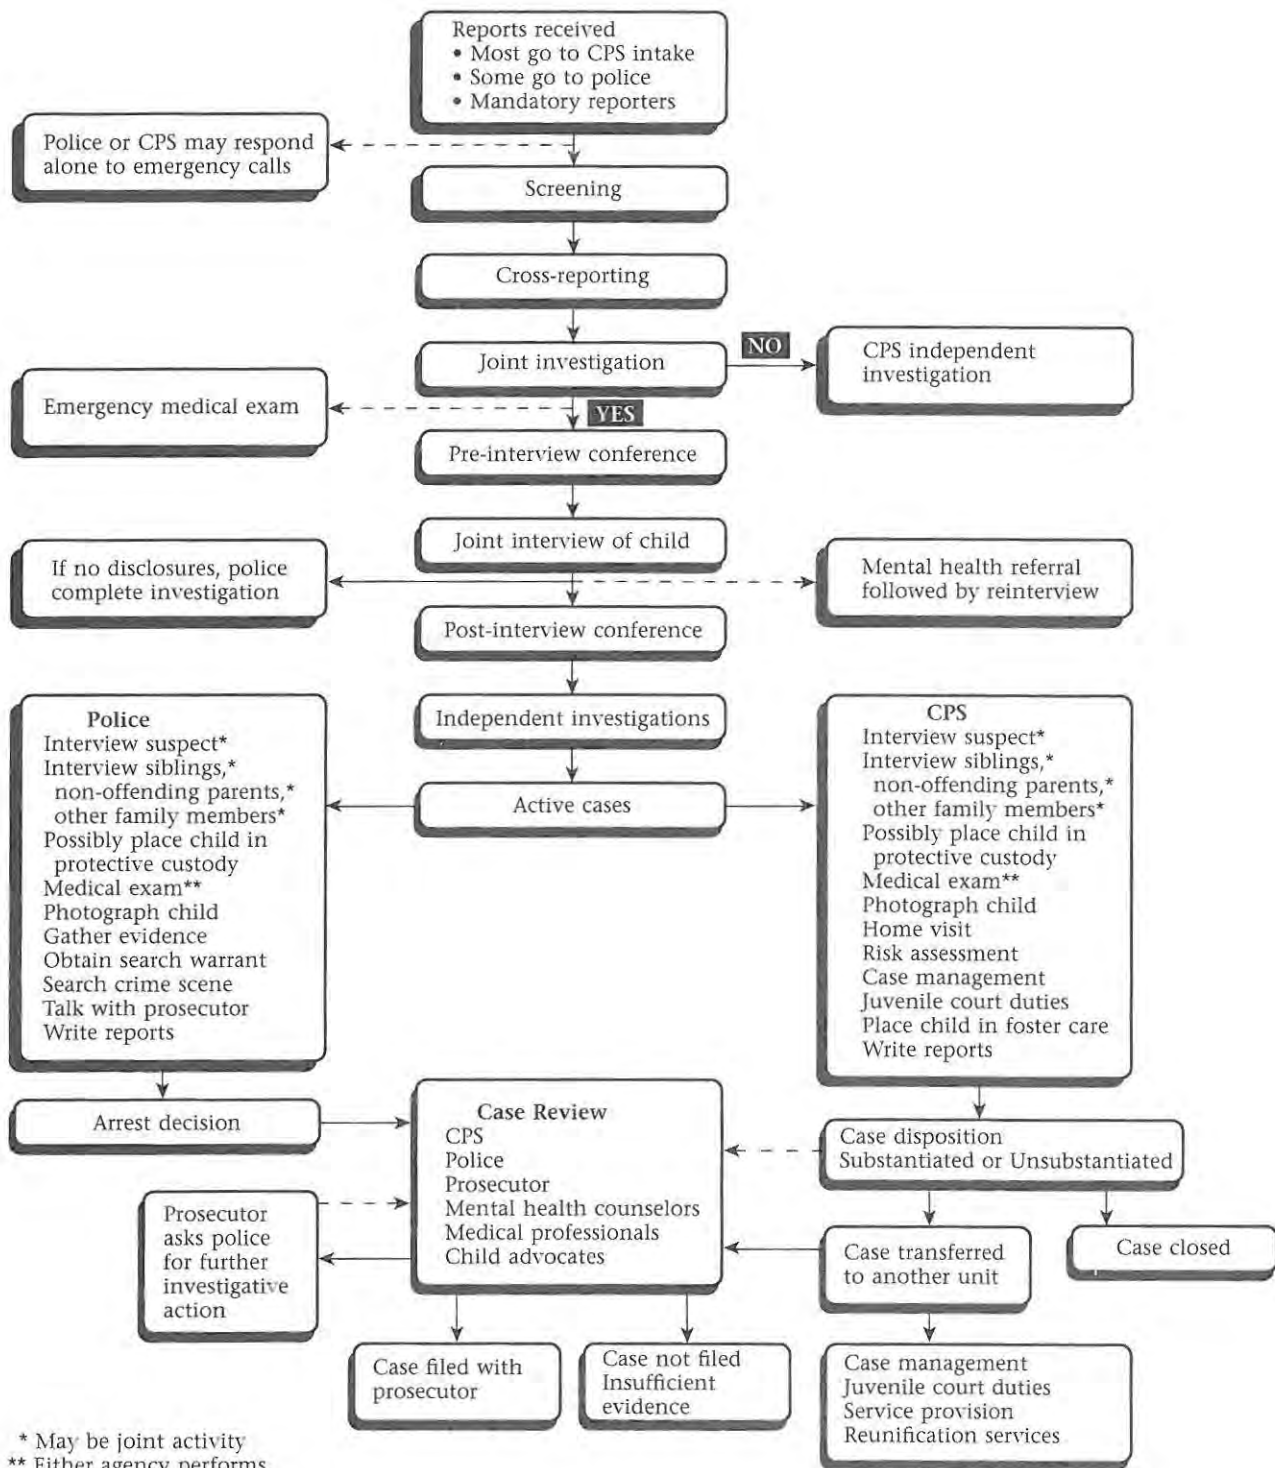 Reports received
• Most go to CPS intake
• Some go to police
• Mandatory reporters
Police or CPS may respond
alone to emergency calls
Screening
Cross-reporting
Joint investigation
NO
CPS independent
investigation
Emergency medical exam
YES
Pre-interview conference
Joint interview of child
If no disclosures, police
complete investigation
Mental health referral
followed by reinterview
Post-interview conference
Independent investigations
Active cases
Police
Interview suspect*
Interview siblings,*
non-offending parents,*
other family members*
Possibly place child in
protective custody
Medical exam**
Photograph child
Gather evidence
Obtain search warrant
Search crime scene
Talk with prosecutor
Write reports
CPS
Interview suspect*
Interview siblings,*
non-offending parents,*
other family members*
Possibly place child in
protective custody
Medical exam**
Photograph child
Home visit
Risk assessment
Case management
Juvenile court duties
Place child in foster care
Write reports
Arrest decision
Case Review
CPS
Police
Prosecutor
Mental health counselors
Medical professionals
Child advocates
Case disposition
Substantiated or Unsubstantiated
Prosecutor
asks police
for further
investigative
action
Case transferred
to another unit
Case closed
Case filed with
prosecutor
Case not filed
Insufficient
evidence
Case management
Juvenile court duties
Service provision
Reunification services
* May be joint activity
** Either agency performs